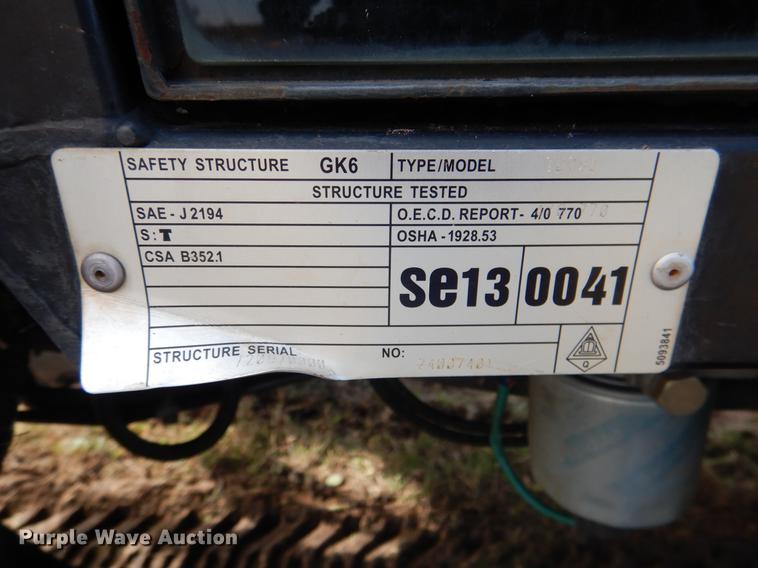 SAFETY STRUCTURE GK6 TYPE/MODEL
STRUCTURE TESTED
SAE - J 2194 O.E.C.D. REPORT - 4/0 770
S: T OSHA - 1928.53
CSA B352.1
se13 0041
STRUCTURE SERIAL NO:
Q
5093841
Purple Wave Auction